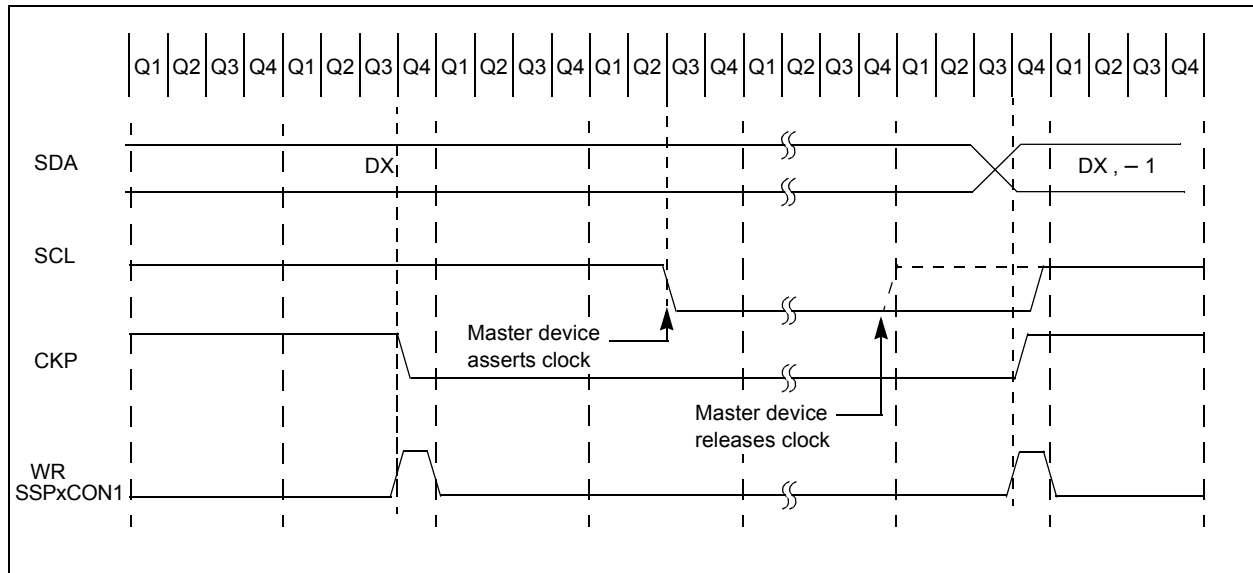 Q1 Q2 Q3 Q4 Q1 Q2 Q3 Q4 Q1 Q2 Q3 Q4 Q1 Q2 Q3 Q4 Q1 Q2 Q3 Q4 Q1 Q2 Q3 Q4 Q1 Q2 Q3 Q4
SDA
DX
DX , – 1
SCL
Master device
asserts clock
CKP
Master device
releases clock
WR
SSPxCON1